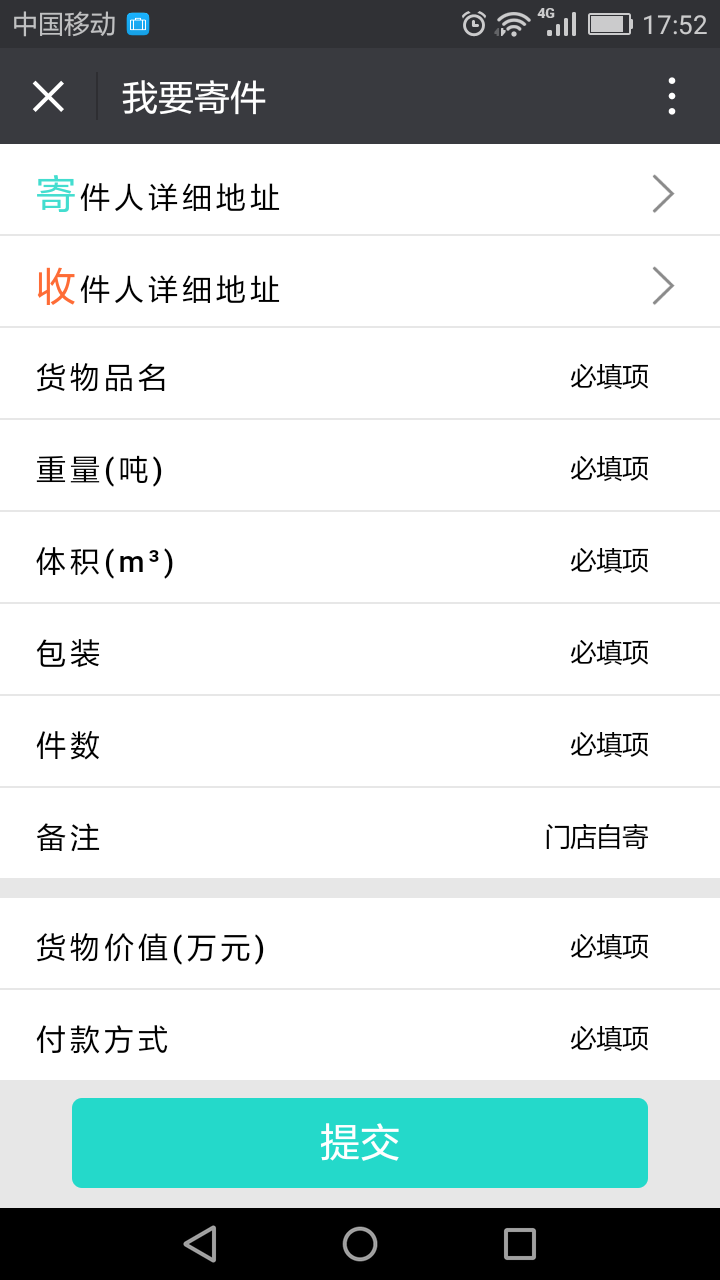 中国移动 4G 17:52
我要寄件
寄件人详细地址
收件人详细地址
货物品名 必填项
重量(吨) 必填项
体积(m³) 必填项
包装 必填项
件数 必填项
备注 门店自寄
货物价值(万元) 必填项
付款方式 必填项
提交